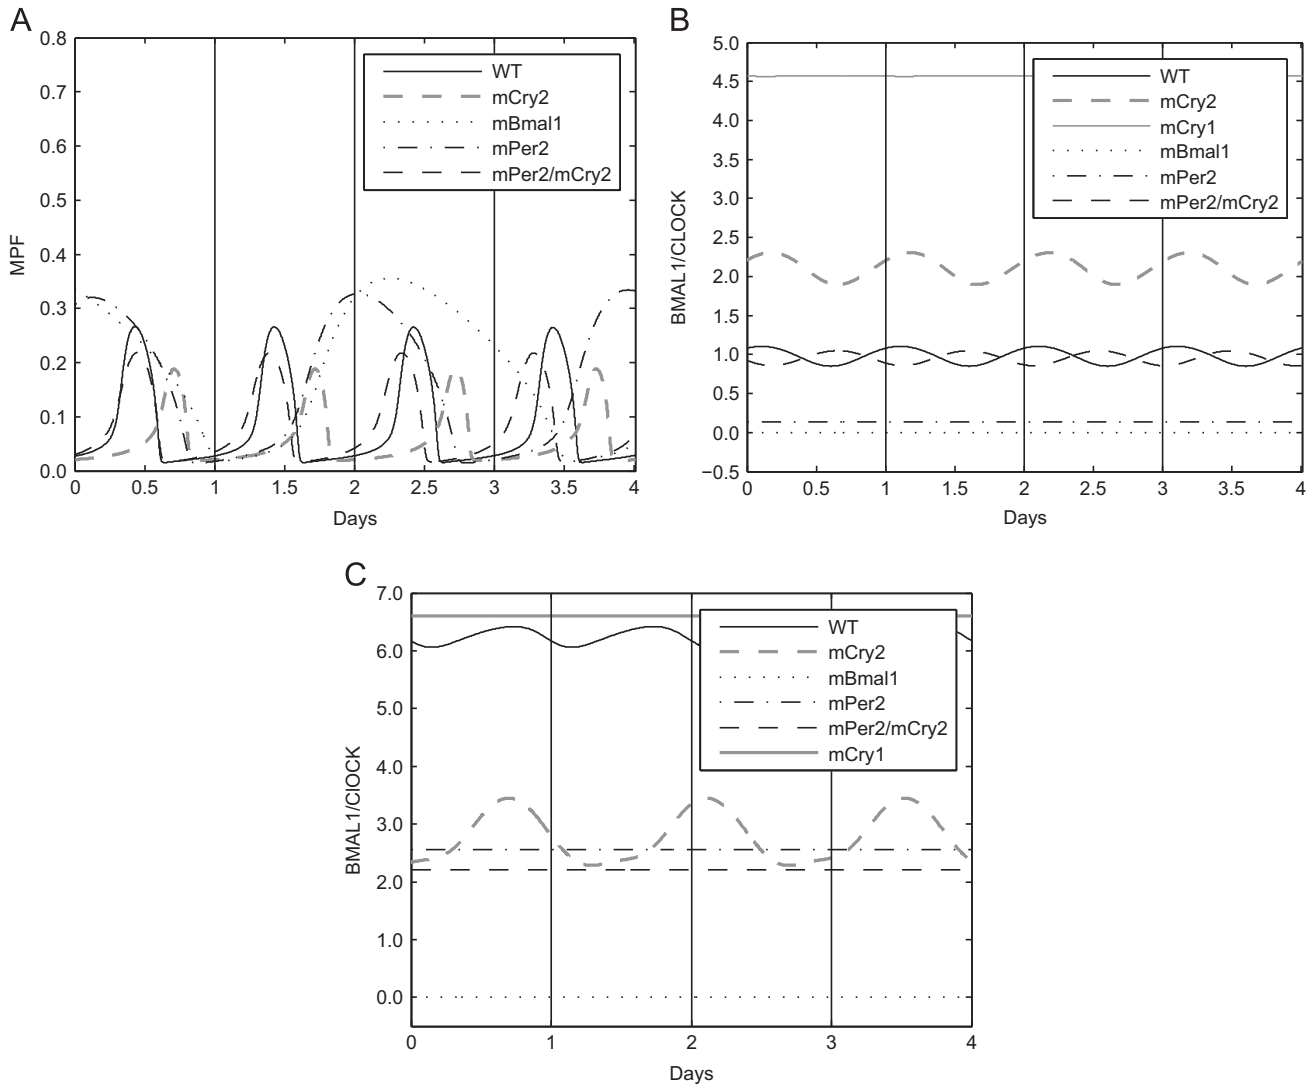 A
0.8
0.7
0.6
0.5
0.4
0.3
0.2
0.1
0.0
MPF
0 0.5 1 1.5 2 2.5 3 3.5 4
Days
WT
mCry2
mBmal1
mPer2
mPer2/mCry2
B
5.0
4.5
4.0
3.5
3.0
2.5
2.0
1.5
1.0
0.5
0.0
−0.5
BMAL1/CLOCK
0 0.5 1 1.5 2 2.5 3 3.5 4
Days
WT
mCry2
mCry1
mBmal1
mPer2
mPer2/mCry2
C
7.0
6.0
5.0
4.0
3.0
2.0
1.0
0.0
BMAL1/ClOCK
0 1 2 3 4
Days
WT
mCry2
mBmal1
mPer2
mPer2/mCry2
mCry1